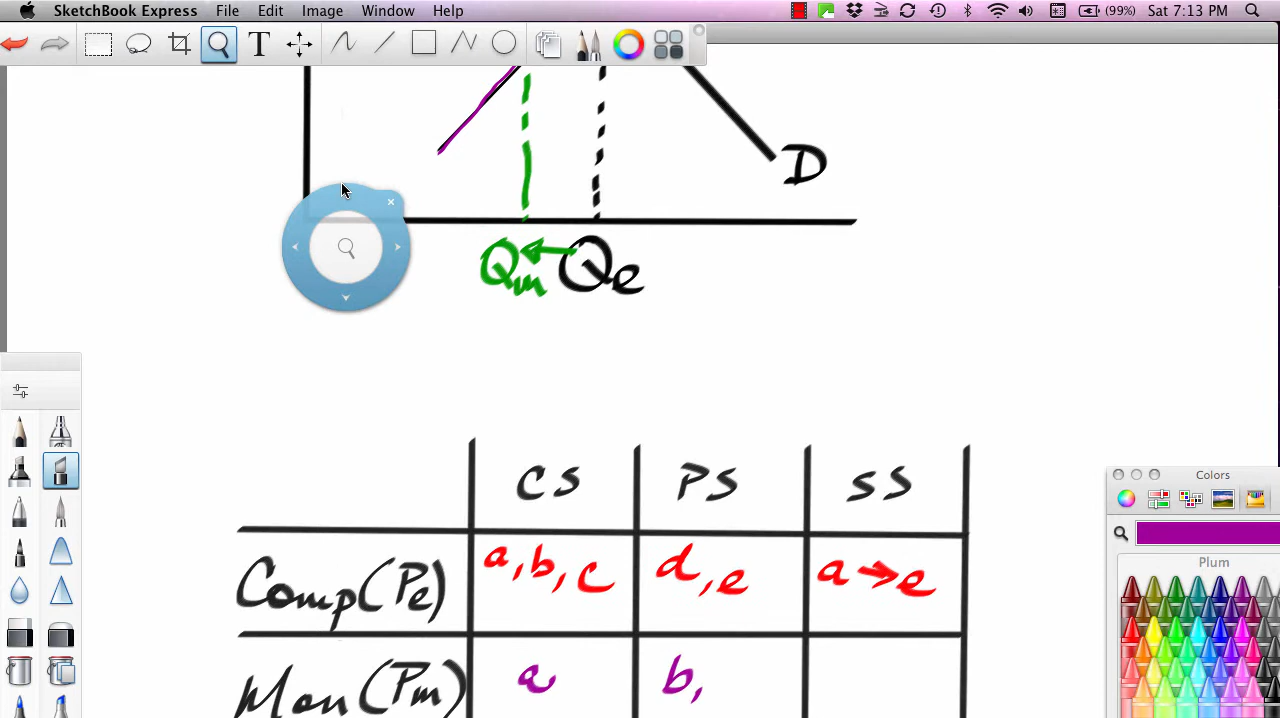 SketchBook Express File Edit Image Window Help (99%) Sat 7:13 PM
T
D
Qm Qe
Colors
CS PS SS
Plum
Comp(Pe) a,b,c d,e a→e
Mon(Pm) a b,